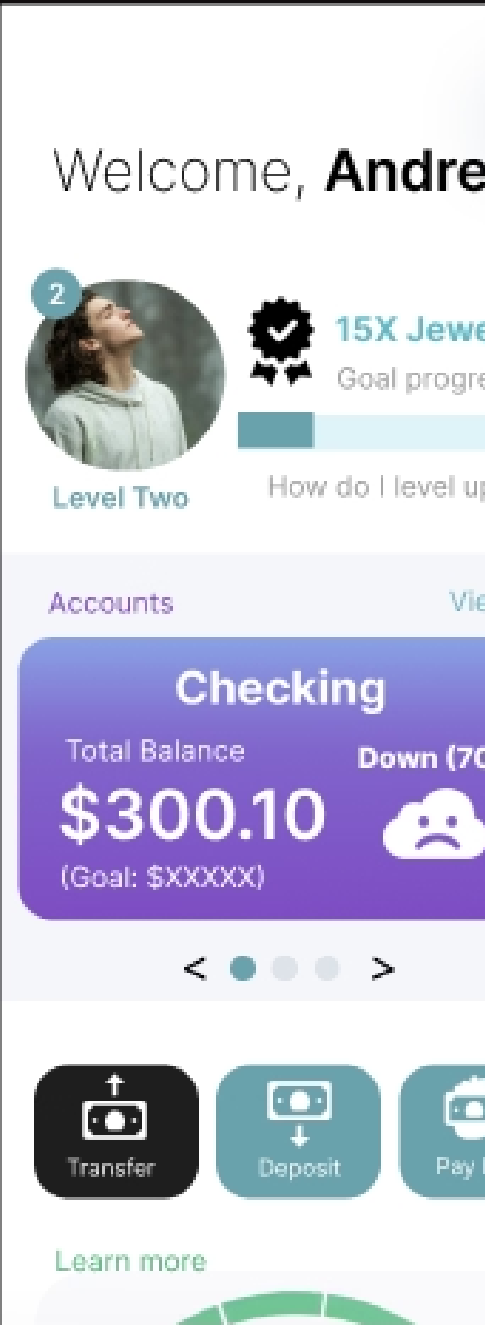 Welcome, Andre
2
15X Jewe
Goal progre
Level Two
How do I level up
Accounts
Vie
Checking
Total Balance
Down (70
$300.10
(Goal: $XXXXX)
< >
Transfer
Deposit
Pay
Learn more